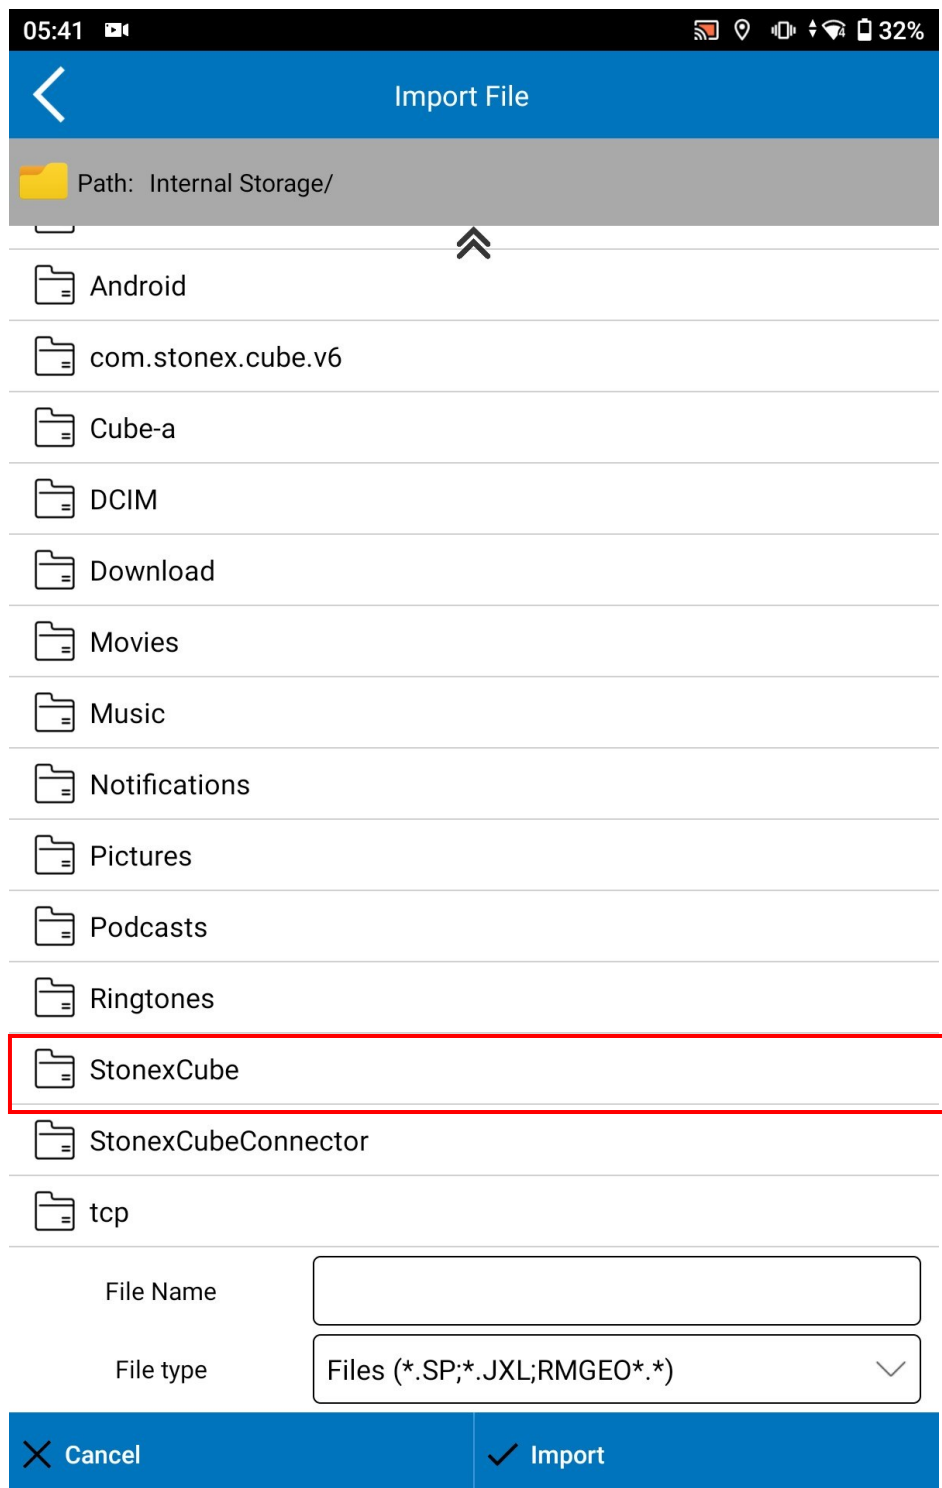 05:41 32%
Import File
Path: Internal Storage/
Android
com.stonex.cube.v6
Cube-a
DCIM
Download
Movies
Music
Notifications
Pictures
Podcasts
Ringtones
StonexCube
StonexCubeConnector
tcp
File Name
File type Files (*.SP;*.JXL;RMGEO*.*)
Cancel Import